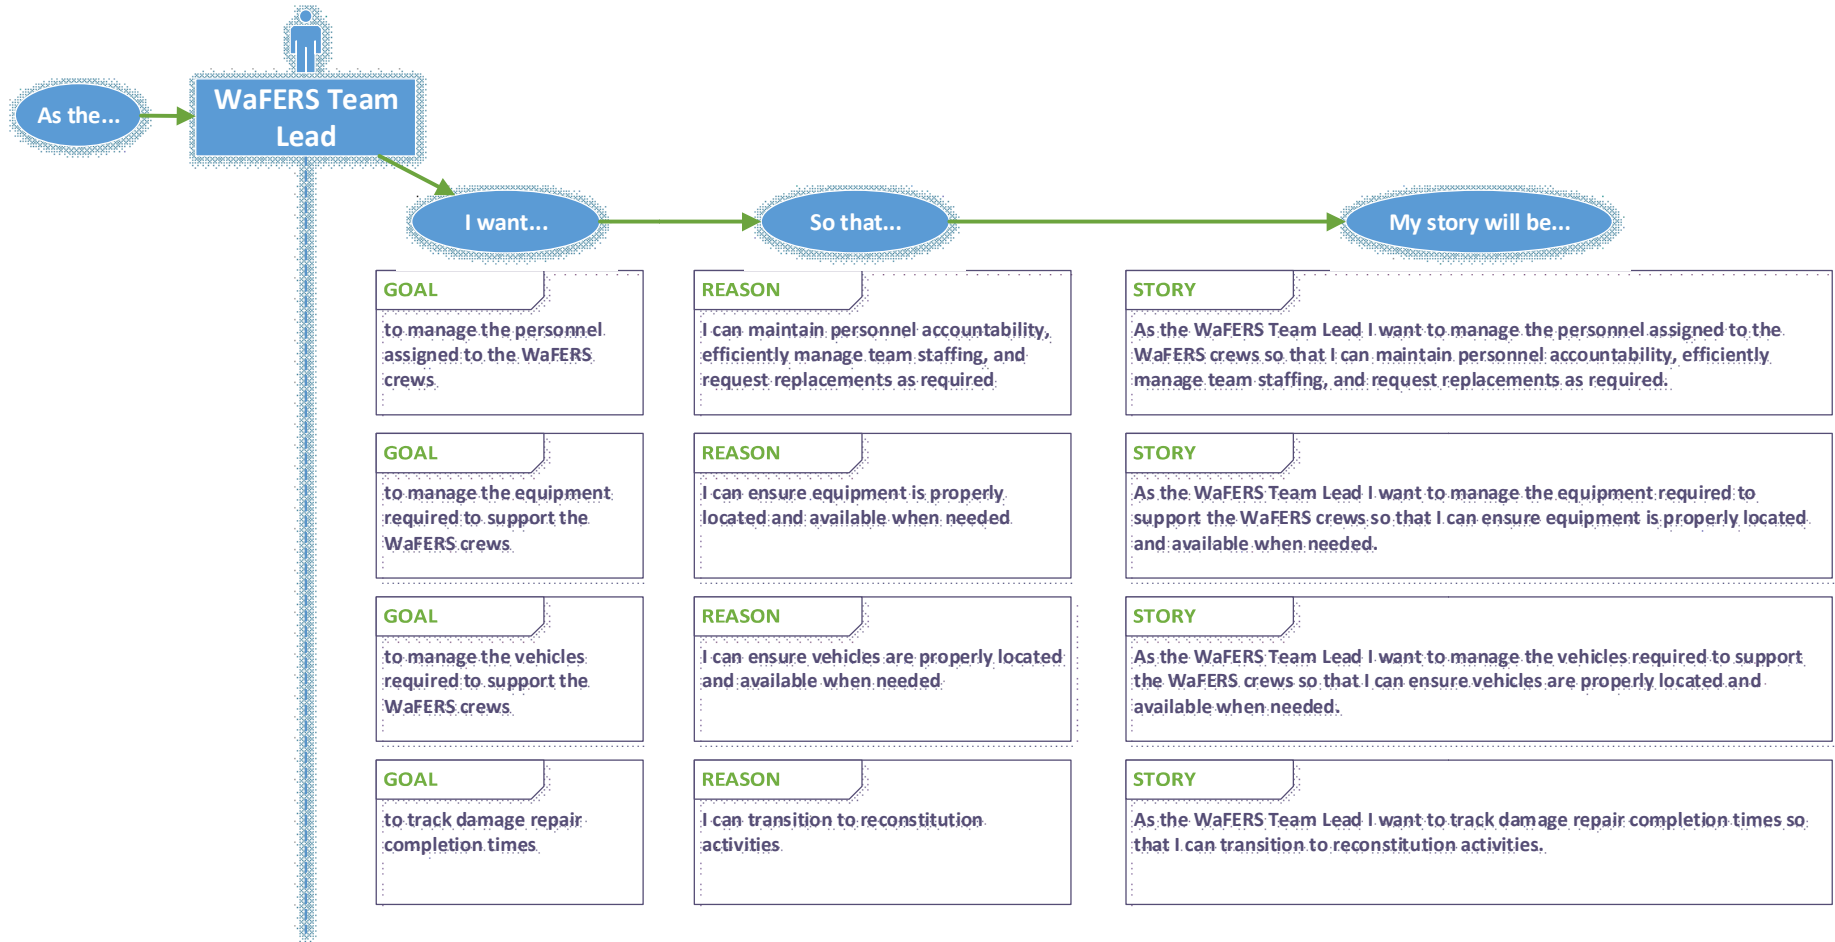 As the...
WaFERS Team
Lead
I want...
So that...
My story will be...
GOAL
to manage the personnel
assigned to the WaFERS
crews
REASON
I can maintain personnel accountability,
efficiently manage team staffing, and
request replacements as required
STORY
As the WaFERS Team Lead I want to manage the personnel assigned to the
WaFERS crews so that I can maintain personnel accountability, efficiently
manage team staffing, and request replacements as required.
GOAL
to manage the equipment
required to support the
WaFERS crews
REASON
I can ensure equipment is properly
located and available when needed
STORY
As the WaFERS Team Lead I want to manage the equipment required to
support the WaFERS crews so that I can ensure equipment is properly located
and available when needed.
GOAL
to manage the vehicles
required to support the
WaFERS crews
REASON
I can ensure vehicles are properly located
and available when needed
STORY
As the WaFERS Team Lead I want to manage the vehicles required to support
the WaFERS crews so that I can ensure vehicles are properly located and
available when needed.
GOAL
to track damage repair
completion times
REASON
I can transition to reconstitution
activities
STORY
As the WaFERS Team Lead I want to track damage repair completion times so
that I can transition to reconstitution activities.